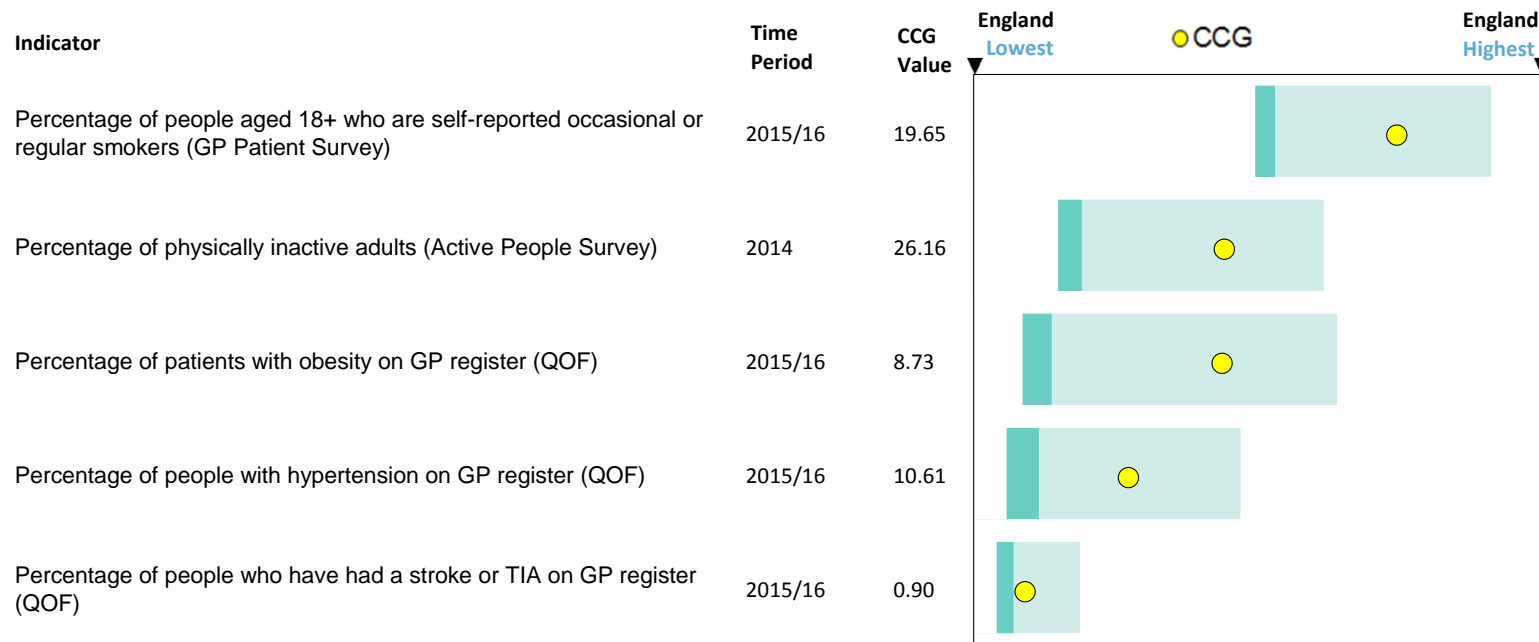 Indicator
Time
Period
CCG
Value
England
Lowest
CCG
England
Highest
Percentage of people aged 18+ who are self-reported occasional or
regular smokers (GP Patient Survey)
2015/16
19.65
Percentage of physically inactive adults (Active People Survey)
2014
26.16
Percentage of patients with obesity on GP register (QOF)
2015/16
8.73
Percentage of people with hypertension on GP register (QOF)
2015/16
10.61
Percentage of people who have had a stroke or TIA on GP register
(QOF)
2015/16
0.90